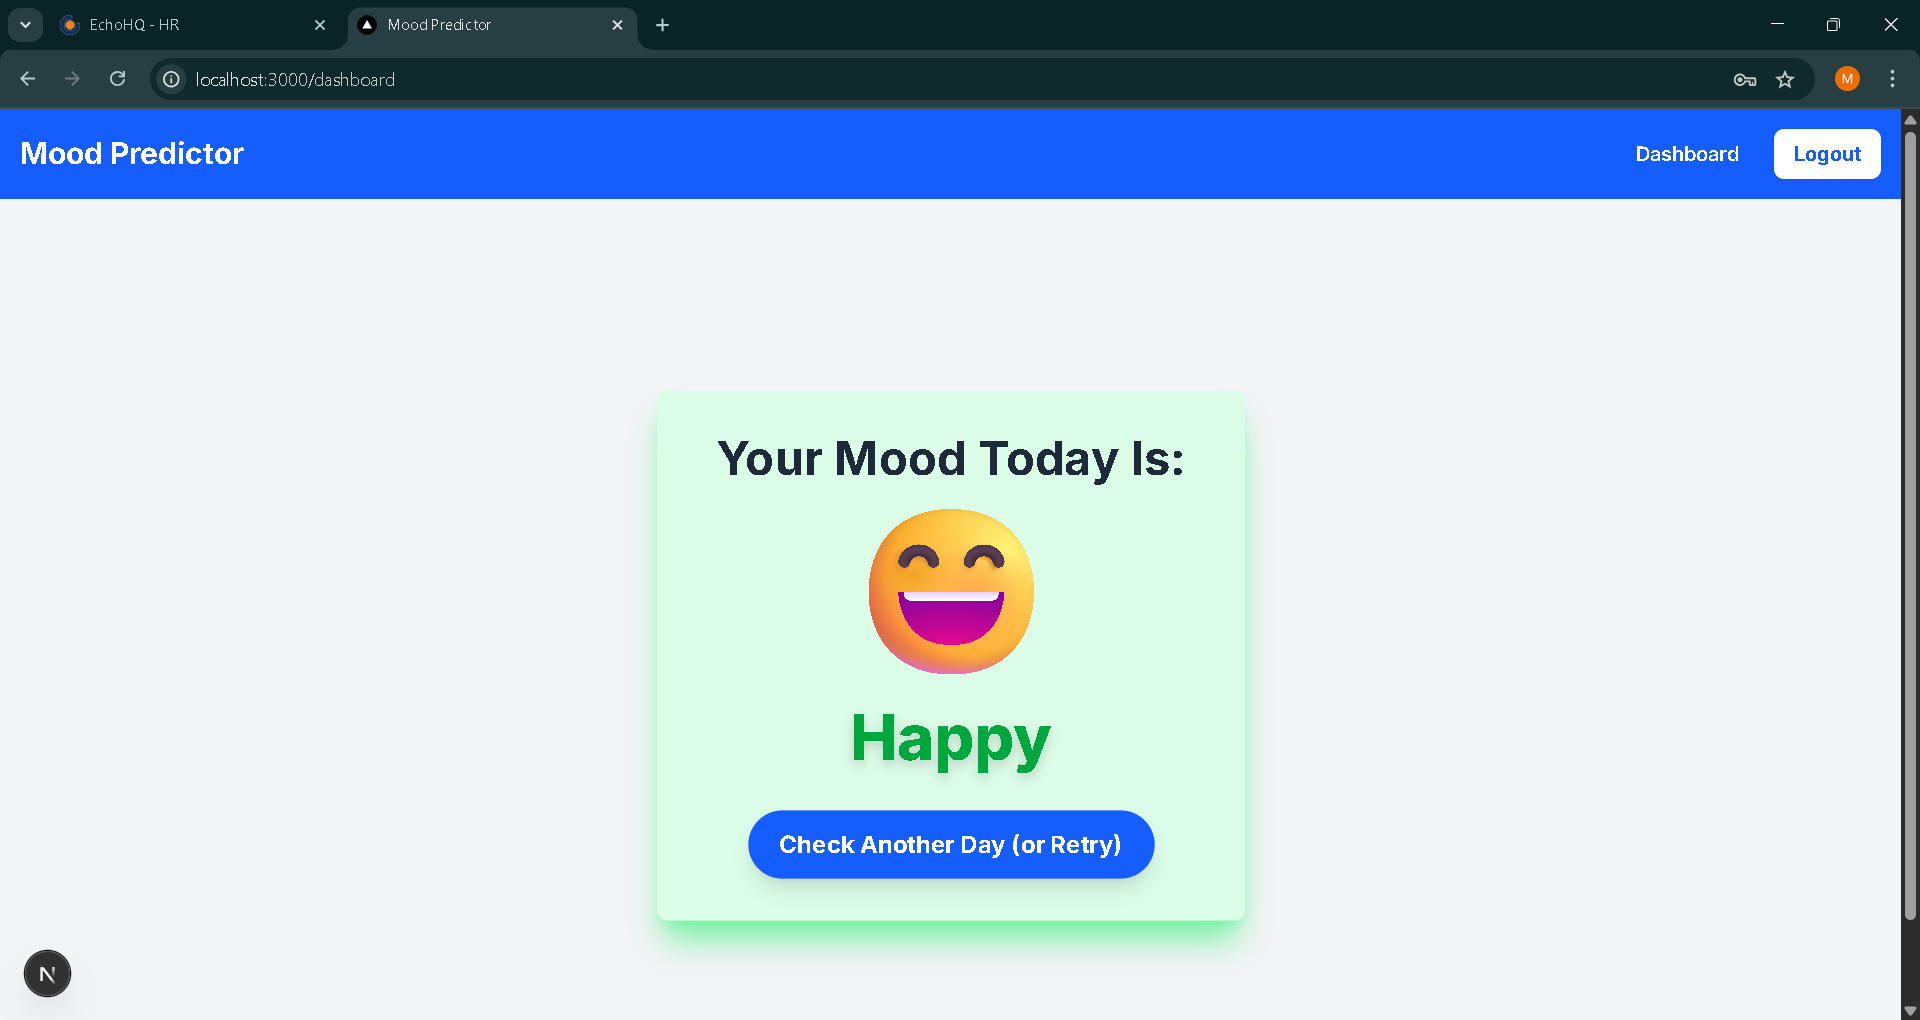 EchoHQ - HR
Mood Predictor
localhost:3000/dashboard
M
Mood Predictor
Dashboard
Logout
Your Mood Today Is:
Happy
Check Another Day (or Retry)
N